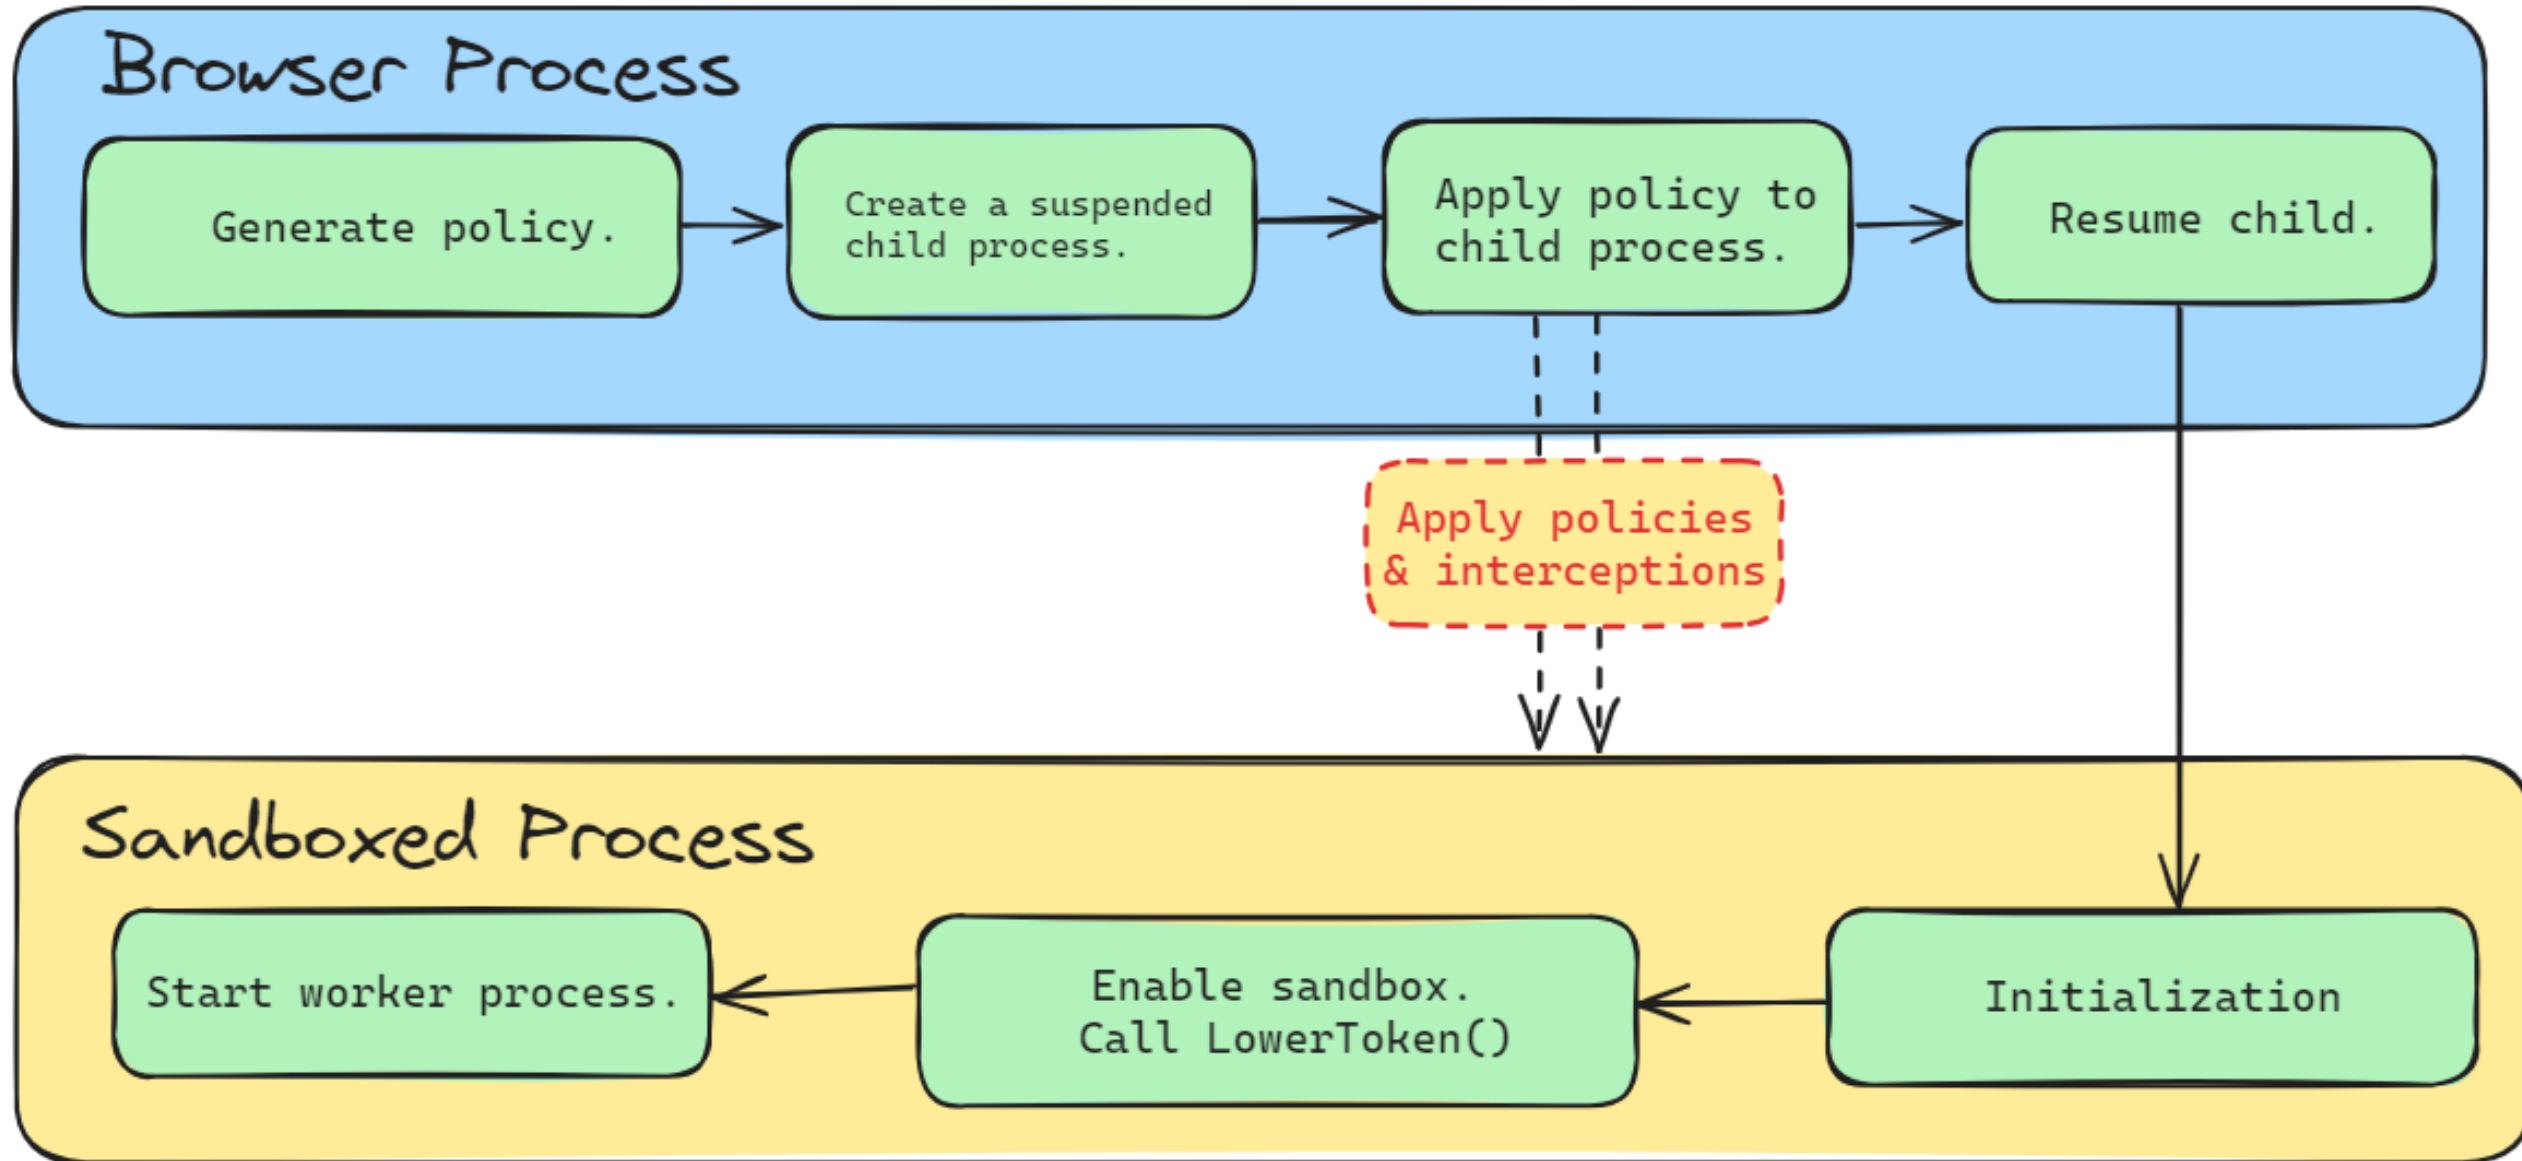 Browser Process
Generate policy.
Create a suspended
child process.
Apply policy to
child process.
Resume child.
Apply policies
& interceptions
Sandboxed Process
Start worker process.
Enable sandbox.
Call LowerToken()
Initialization